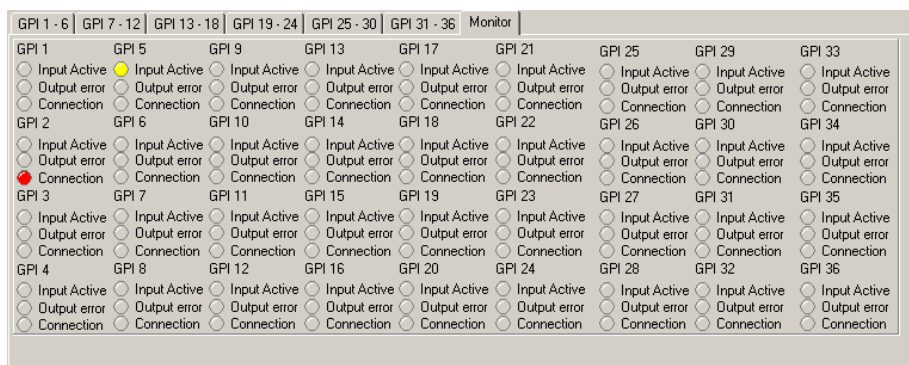 GPI 1 - 6 GPI 7 - 12 GPI 13 - 18 GPI 19 - 24 GPI 25 - 30 GPI 31 - 36 Monitor
GPI 1 GPI 5 GPI 9 GPI 13 GPI 17 GPI 21 GPI 25 GPI 29 GPI 33
Input Active Input Active Input Active Input Active Input Active Input Active Input Active Input Active Input Active
Output error Output error Output error Output error Output error Output error Output error Output error Output error
Connection Connection Connection Connection Connection Connection Connection Connection Connection
GPI 2 GPI 6 GPI 10 GPI 14 GPI 18 GPI 22 GPI 26 GPI 30 GPI 34
Input Active Input Active Input Active Input Active Input Active Input Active Input Active Input Active Input Active
Output error Output error Output error Output error Output error Output error Output error Output error Output error
Connection Connection Connection Connection Connection Connection Connection Connection Connection
GPI 3 GPI 7 GPI 11 GPI 15 GPI 19 GPI 23 GPI 27 GPI 31 GPI 35
Input Active Input Active Input Active Input Active Input Active Input Active Input Active Input Active Input Active
Output error Output error Output error Output error Output error Output error Output error Output error Output error
Connection Connection Connection Connection Connection Connection Connection Connection Connection
GPI 4 GPI 8 GPI 12 GPI 16 GPI 20 GPI 24 GPI 28 GPI 32 GPI 36
Input Active Input Active Input Active Input Active Input Active Input Active Input Active Input Active Input Active
Output error Output error Output error Output error Output error Output error Output error Output error Output error
Connection Connection Connection Connection Connection Connection Connection Connection Connection